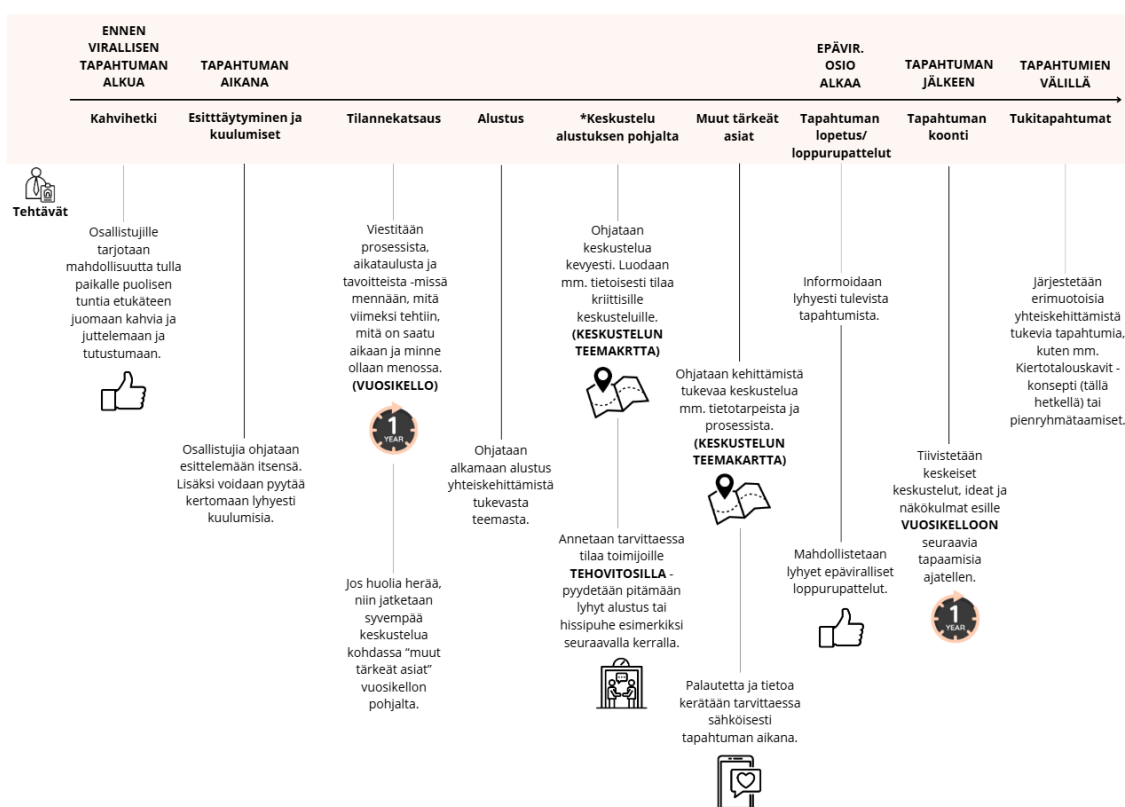 ENNEN
VIRALLISEN
TAPAHTUMAN
ALKUA
TAPAHTUMAN
AIKANA
EPÄVIR.
OSIO
ALKAA
TAPAHTUMAN
JÄLKEEN
TAPAHTUMIEN
VÄLILLÄ
Kahvihetki
Esitttäytyminen ja
kuulumiset
Tilannekatsaus
Alustus
*Keskustelu
alustuksen pohjalta
Muut tärkeät
asiat
Tapahtuman
lopetus/
loppurupattelut
Tapahtuman
koonti
Tukitapahtumat
Tehtävät
Osallistujille
tarjotaan
mahdollisuutta tulla
paikalle puolisen
tuntia etukäteen
juomaan kahvia ja
juttelemaan ja
tutustumaan.
Osallistujia ohjataan
esittelemään itsensä.
Lisäksi voidaan pyytää
kertomaan lyhyesti
kuulumisia.
Viestitään
prosessista,
aikataulusta ja
tavoitteista -missä
mennään, mitä
viimeksi tehtiin,
mitä on saatu
aikaan ja minne
ollaan menossa.
(VUOSIKELLO)
1
YEAR
Jos huolia herää,
niin jatketaan
syvempää
keskustelua
kohdassa “muut
tärkeät asiat”
vuosikellon
pohjalta.
Ohjataan
alkamaan alustus
yhteiskehittämistä
tukevasta
teemasta.
Ohjataan
keskustelua
kevyesti. Luodaan
mm. tietoisesti tilaa
kriittisille
keskusteluille.
(KESKUSTELUN
TEEMAKRTTA)
Annetaan tarvittaessa
tilaa toimijoille
TEHOVITOSILLA -
pyydetään pitämään
lyhyt alustus tai
hissipuhe esimerkiksi
seuraavalla kerralla.
Ohjataan kehittämistä
tukevaa keskustelua
mm. tietotarpeista ja
prosessista.
(KESKUSTELUN
TEEMAKARTTA)
Palautetta ja tietoa
kerätään tarvittaessa
sähköisesti
tapahtuman aikana.
Informoidaan
lyhyesti tulevista
tapahtumista.
Mahdollistetaan
lyhyet epäviralliset
loppurupattelut.
Tiivistetään
keskeiset
keskustelut, ideat ja
näkökulmat esille
VUOSIKELLOON
seuraavia
tapaamisia
ajatellen.
1
YEAR
Järjestetään
erimuotoisia
yhteiskehittämistä
tukevia tapahtumia,
kuten mm.
Kiertotalouskavit -
konsepti (tällä
hetkellä) tai
pienryhmätaamiset.